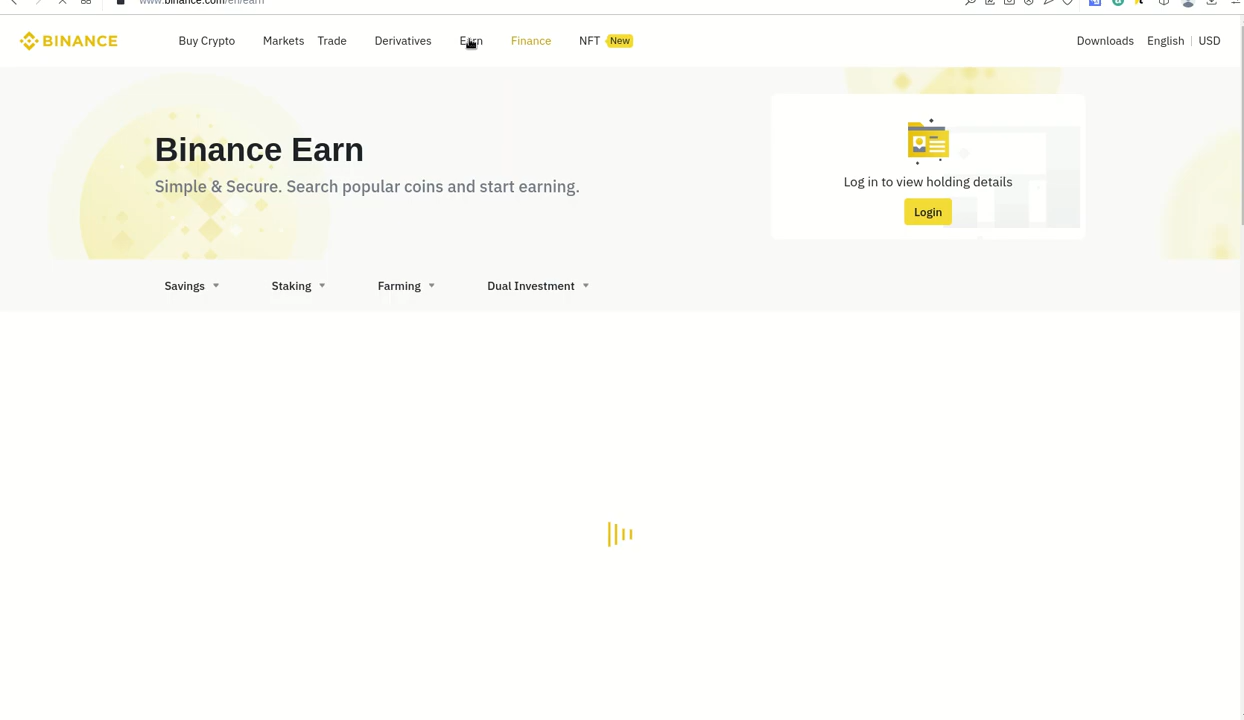 www.binance.com/en/earn
BINANCE
Buy Crypto
Markets
Trade
Derivatives
Earn
Finance
NFT
New
Downloads
English
USD
Binance Earn
Simple & Secure. Search popular coins and start earning.
Log in to view holding details
Login
Savings
Staking
Farming
Dual Investment